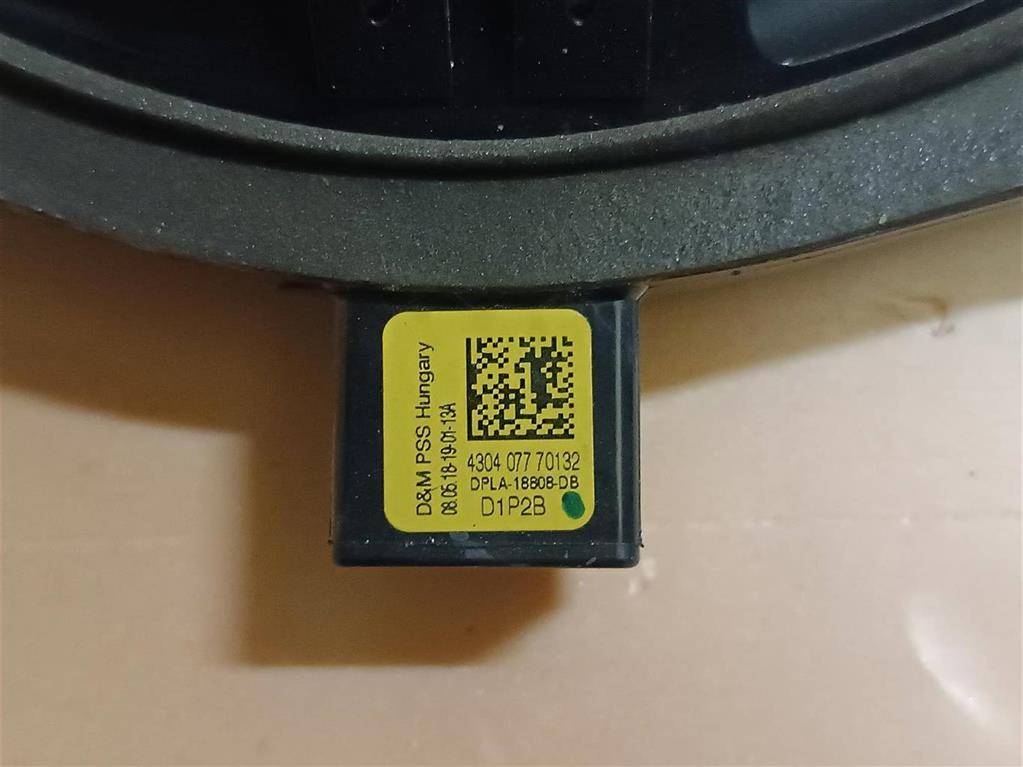 D&M PSS Hungary
08.05.18-19-01-13A
4304 077 70132
DPLA-18808-DB
D1P2B